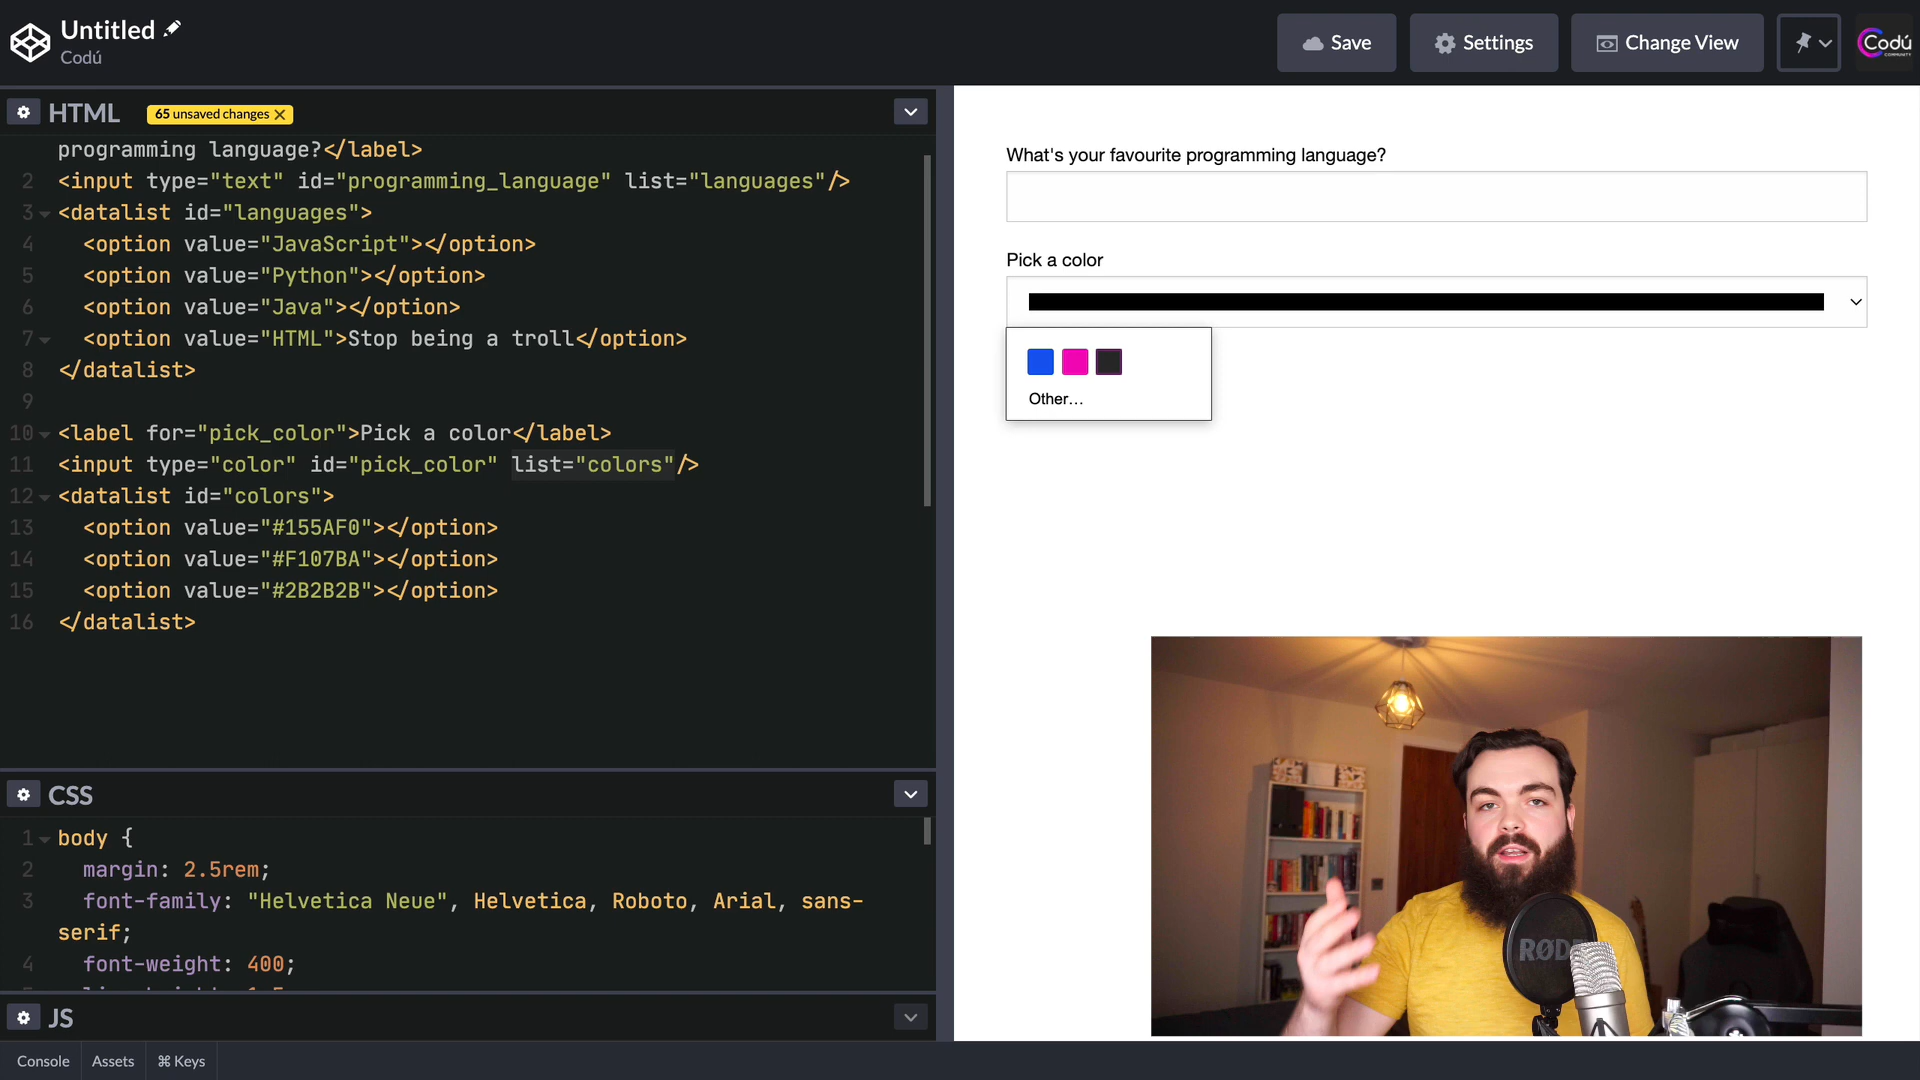 Untitled
Codú
Save
Settings
Change View
Codú
COMMUNITY
HTML
65 unsaved changes
programming language?</label>
2 <input type="text" id="programming_language" list="languages"/>
3 <datalist id="languages">
4 <option value="JavaScript"></option>
5 <option value="Python"></option>
6 <option value="Java"></option>
7 <option value="HTML">Stop being a troll</option>
8 </datalist>
9
10 <label for="pick_color">Pick a color</label>
11 <input type="color" id="pick_color" list="colors"/>
12 <datalist id="colors">
13 <option value="#155AF0"></option>
14 <option value="#F107BA"></option>
15 <option value="#2B2B2B"></option>
16 </datalist>
CSS
1 body {
2 margin: 2.5rem;
3 font-family: "Helvetica Neue", Helvetica, Roboto, Arial, sans-
serif;
4 font-weight: 400;
JS
Console
Assets
⌘ Keys
What's your favourite programming language?
Pick a color
Other…
RØDE